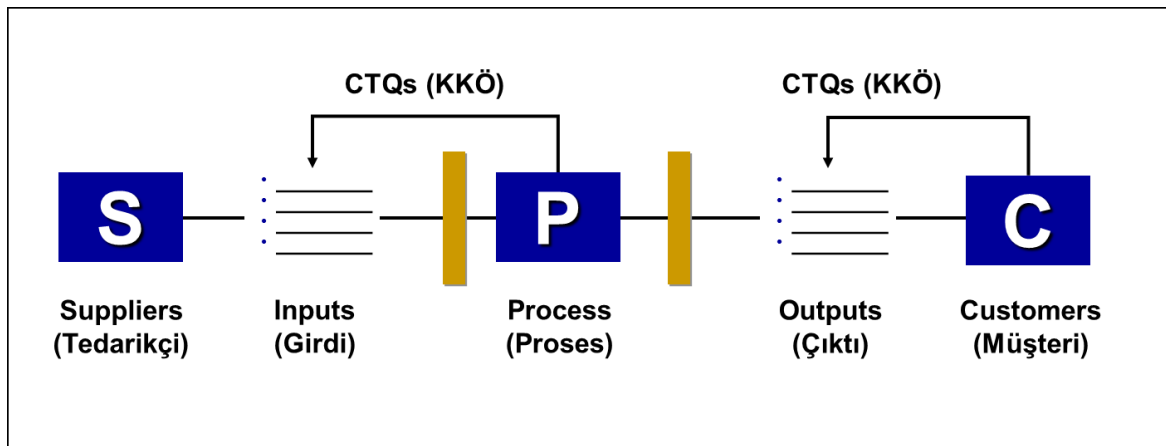 CTQs (KKÖ)
CTQs (KKÖ)
S
P
C
Suppliers
(Tedarikçi)
Inputs
(Girdi)
Process
(Proses)
Outputs
(Çıktı)
Customers
(Müşteri)